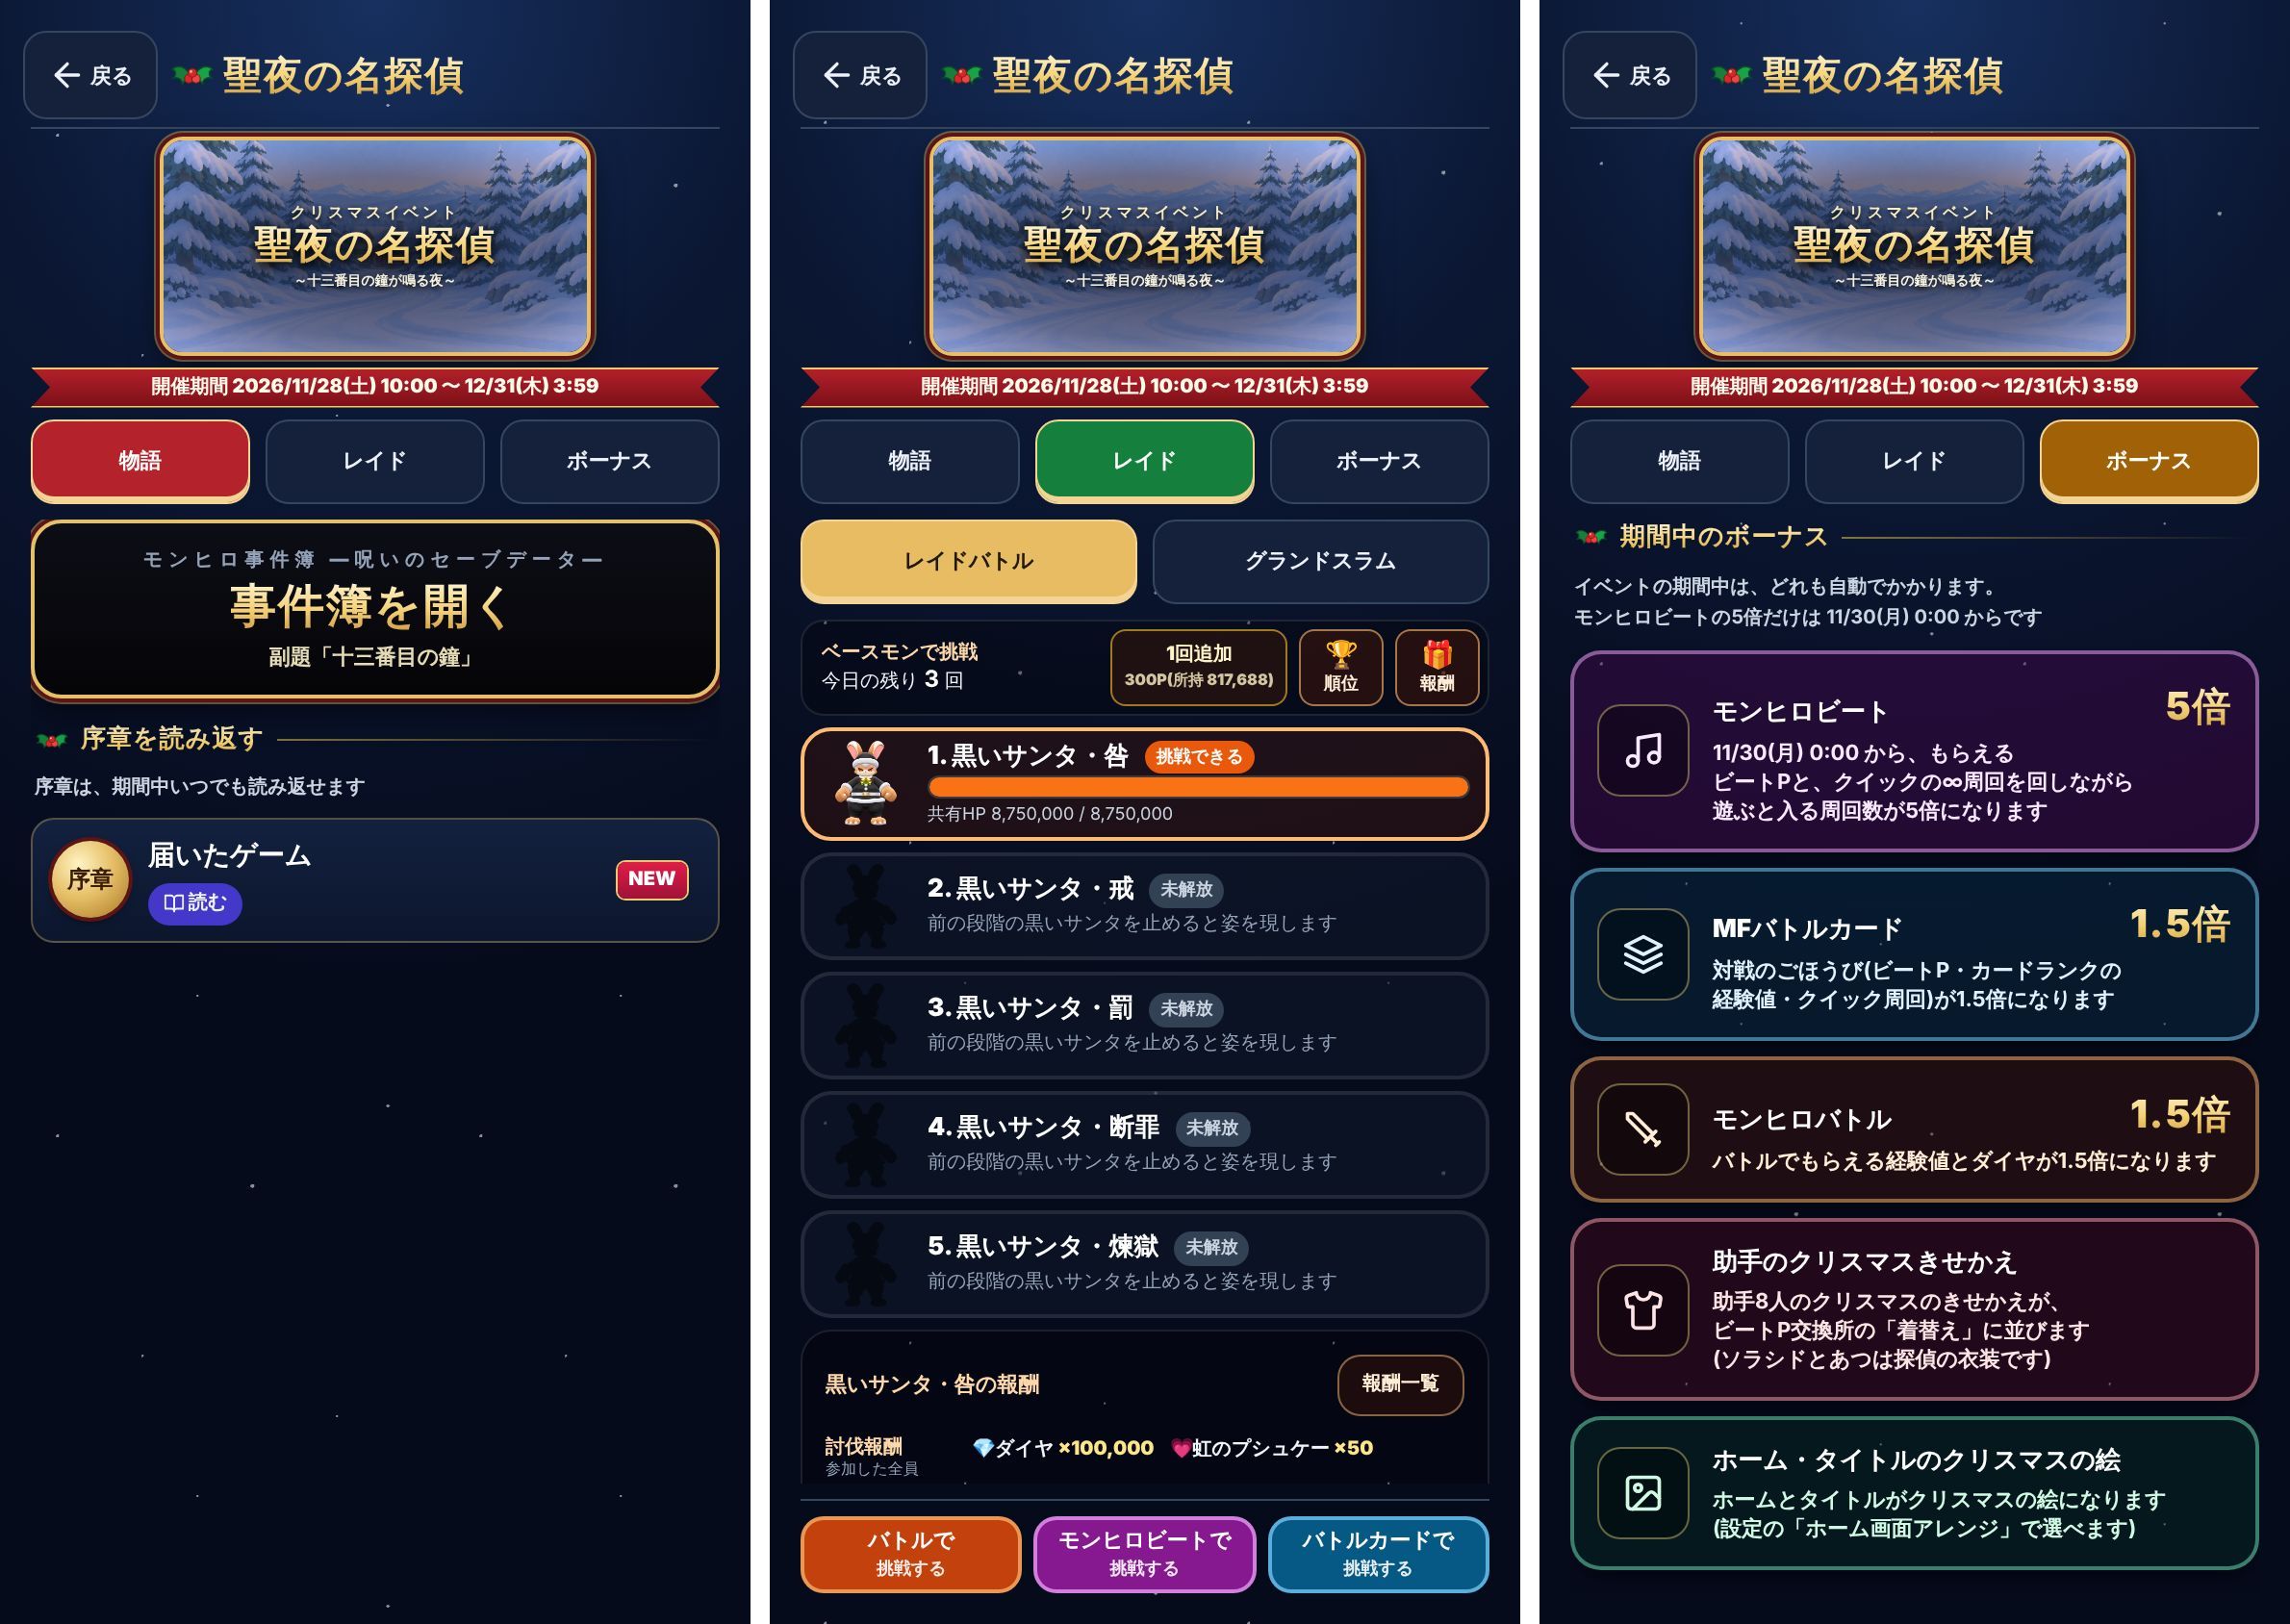 戻る
聖夜の名探偵
クリスマスイベント
聖夜の名探偵
～十三番目の鐘が鳴る夜～
開催期間 2026/11/28(土) 10:00 〜 12/31(木) 3:59
物語
レイド
ボーナス
モンヒロ事件簿 ―呪いのセーブデータ―
事件簿を開く
副題「十三番目の鐘」
序章を読み返す
序章は、期間中いつでも読み返せます
序章
届いたゲーム
読む
NEW
戻る
聖夜の名探偵
クリスマスイベント
聖夜の名探偵
～十三番目の鐘が鳴る夜～
開催期間 2026/11/28(土) 10:00 〜 12/31(木) 3:59
物語
レイド
ボーナス
レイドバトル
グランドスラム
ベースモンで挑戦
今日の残り 3 回
1回追加
300P(所持 817,688)
順位
報酬
1. 黒いサンタ・咎 挑戦できる
共有HP 8,750,000 / 8,750,000
2. 黒いサンタ・戒 未解放
前の段階の黒いサンタを止めると姿を現します
3. 黒いサンタ・罰 未解放
前の段階の黒いサンタを止めると姿を現します
4. 黒いサンタ・断罪 未解放
前の段階の黒いサンタを止めると姿を現します
5. 黒いサンタ・煉獄 未解放
前の段階の黒いサンタを止めると姿を現します
黒いサンタ・咎の報酬
報酬一覧
討伐報酬
参加した全員
ダイヤ ×100,000 虹のプシュケー ×50
バトルで
挑戦する
モンヒロビートで
挑戦する
バトルカードで
挑戦する
戻る
聖夜の名探偵
クリスマスイベント
聖夜の名探偵
～十三番目の鐘が鳴る夜～
開催期間 2026/11/28(土) 10:00 〜 12/31(木) 3:59
物語
レイド
ボーナス
期間中のボーナス
イベントの期間中は、どれも自動でかかります。
モンヒロビートの5倍だけは 11/30(月) 0:00 からです
モンヒロビート
5倍
11/30(月) 0:00 から、もらえる
ビートPと、クイックの∞周回を回しながら
遊ぶと入る周回数が5倍になります
MFバトルカード
1.5倍
対戦のごほうび(ビートP・カードランクの
経験値・クイック周回)が1.5倍になります
モンヒロバトル
1.5倍
バトルでもらえる経験値とダイヤが1.5倍になります
助手のクリスマスきせかえ
助手8人のクリスマスのきせかえが、
ビートP交換所の「着替え」に並びます
(ソラシドとあつは探偵の衣装です)
ホーム・タイトルのクリスマスの絵
ホームとタイトルがクリスマスの絵になります
(設定の「ホーム画面アレンジ」で選べます)